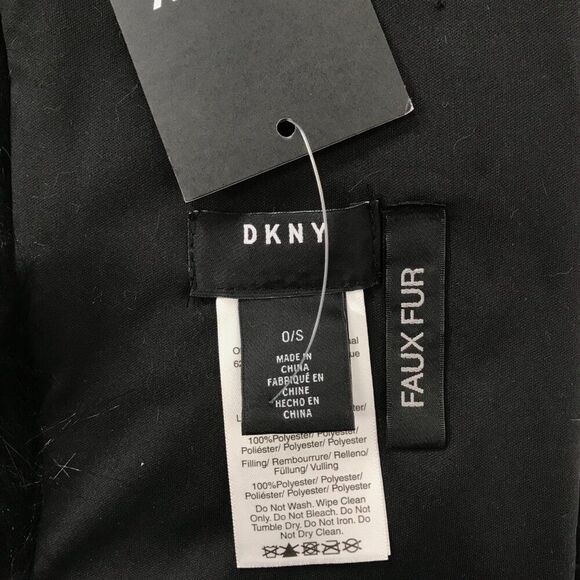 DKNY
FAUX FUR
O/S
MADE IN
CHINA
FABRIQUÉ EN
CHINE
HECHO EN
CHINA
100%Polyester/ Polyester/
Poliéster/ Polyester/ Polyester
Filling/ Rembourrure/ Relleno/
Füllung/ Vulling
100%Polyester/ Polyester/
Poliéster/ Polyester/ Polyester
Do Not Wash. Wipe Clean
Only. Do Not Bleach. Do Not
Tumble Dry. Do Not Iron. Do
Not Dry Clean.